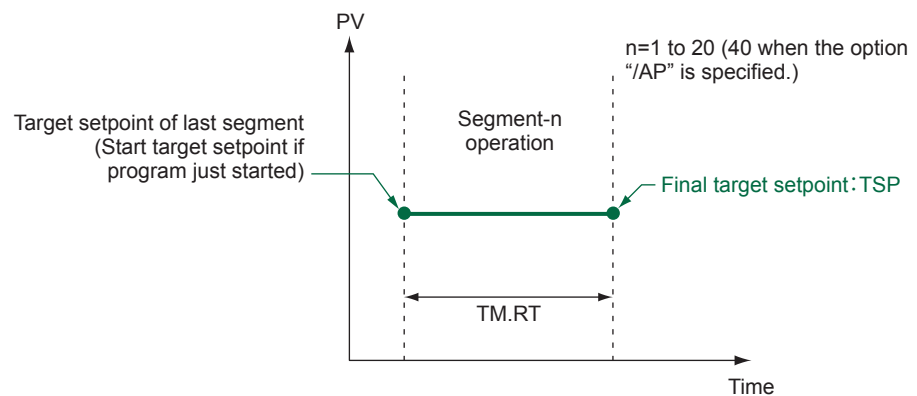 PV
n=1 to 20 (40 when the option
“/AP” is specified.)
Target setpoint of last segment
(Start target setpoint if
program just started)
Segment-n
operation
Final target setpoint:TSP
TM.RT
Time